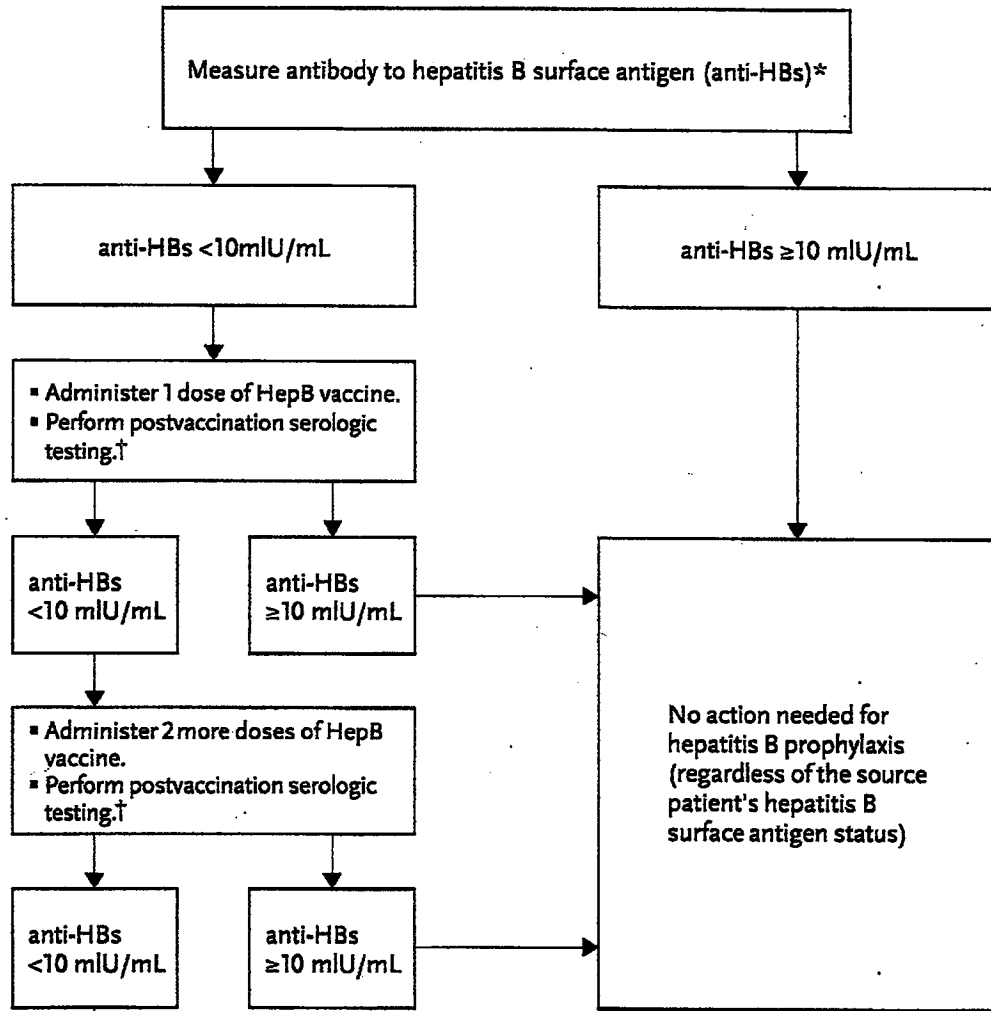 Measure antibody to hepatitis B surface antigen (anti-HBs)*
anti-HBs <10mIU/mL
anti-HBs ≥10 mIU/mL
▪ Administer 1 dose of HepB vaccine.
▪ Perform postvaccination serologic
testing.†
anti-HBs
<10 mIU/mL
anti-HBs
≥10 mIU/mL
▪ Administer 2 more doses of HepB
vaccine.
▪ Perform postvaccination serologic
testing.†
No action needed for
hepatitis B prophylaxis
(regardless of the source
patient's hepatitis B
surface antigen status)
anti-HBs
<10 mIU/mL
anti-HBs
≥10 mIU/mL